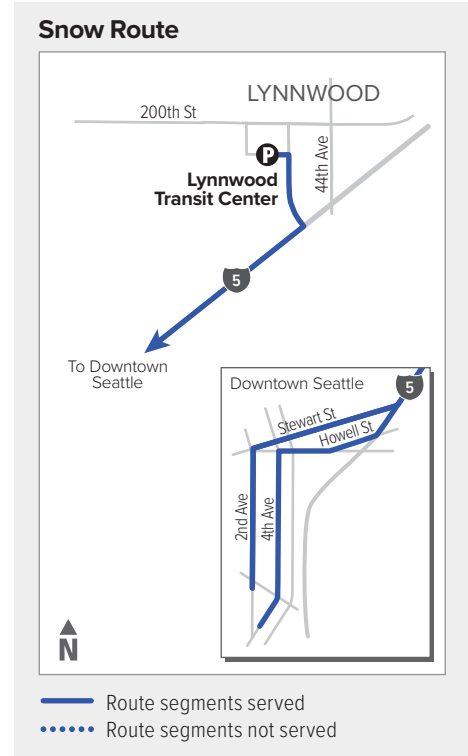 Snow Route
LYNNWOOD
200th St
44th Ave
P
Lynnwood
Transit Center
5
To Downtown
Seattle
Downtown Seattle
5
Stewart St
Howell St
2nd Ave
4th Ave
N
Route segments served
Route segments not served